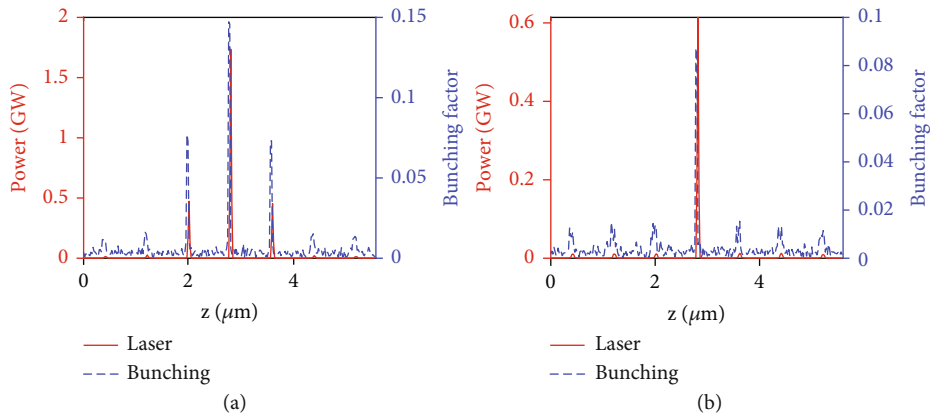 2
1.5
1
0.5
0
Power (GW)
0.15
0.1
0.05
0
Bunching factor
0
2
4
z (μm)
Laser
Bunching
(a)
0.6
0.4
0.2
0
Power (GW)
0.1
0.08
0.06
0.04
0.02
0
Bunching factor
0
2
4
z (μm)
Laser
Bunching
(b)